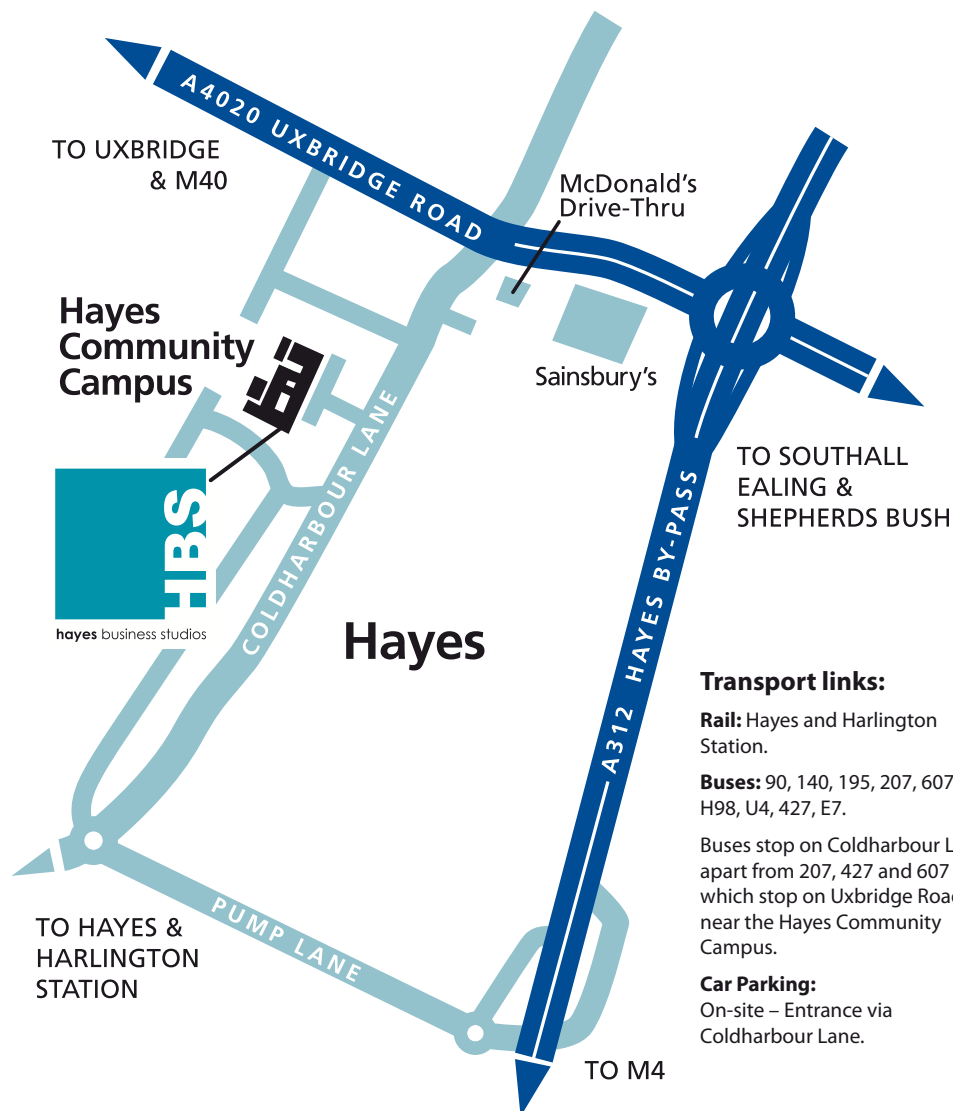 A4020 UXBRIDGE ROAD
TO UXBRIDGE
& M40
McDonald's
Drive-Thru
Hayes
Community
Campus
Sainsbury's
COLDHARBOUR LANE
TO SOUTHALL
EALING &
SHEPHERDS BUSH
HBS
hayes business studios
A312 HAYES BY-PASS
Hayes
Transport links:
Rail: Hayes and Harlington
Station.
Buses: 90, 140, 195, 207, 607
H98, U4, 427, E7.
Buses stop on Coldharbour L
apart from 207, 427 and 607
which stop on Uxbridge Roa
near the Hayes Community
Campus.
Car Parking:
On-site – Entrance via
Coldharbour Lane.
PUMP LANE
TO HAYES &
HARLINGTON
STATION
TO M4